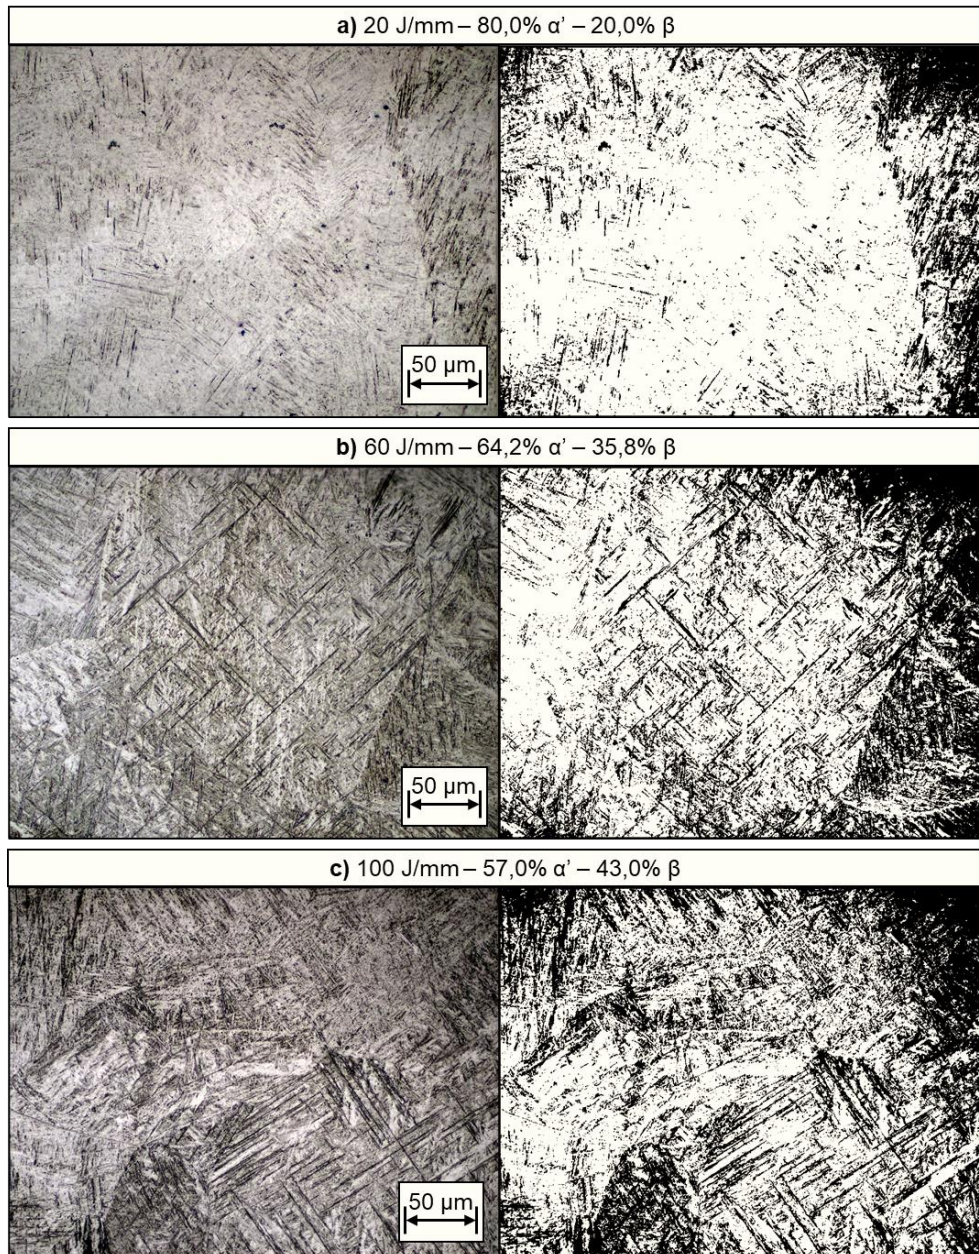 a) 20 J/mm – 80,0% α’ – 20,0% β
50 µm
b) 60 J/mm – 64,2% α’ – 35,8% β
50 µm
c) 100 J/mm – 57,0% α’ – 43,0% β
50 µm